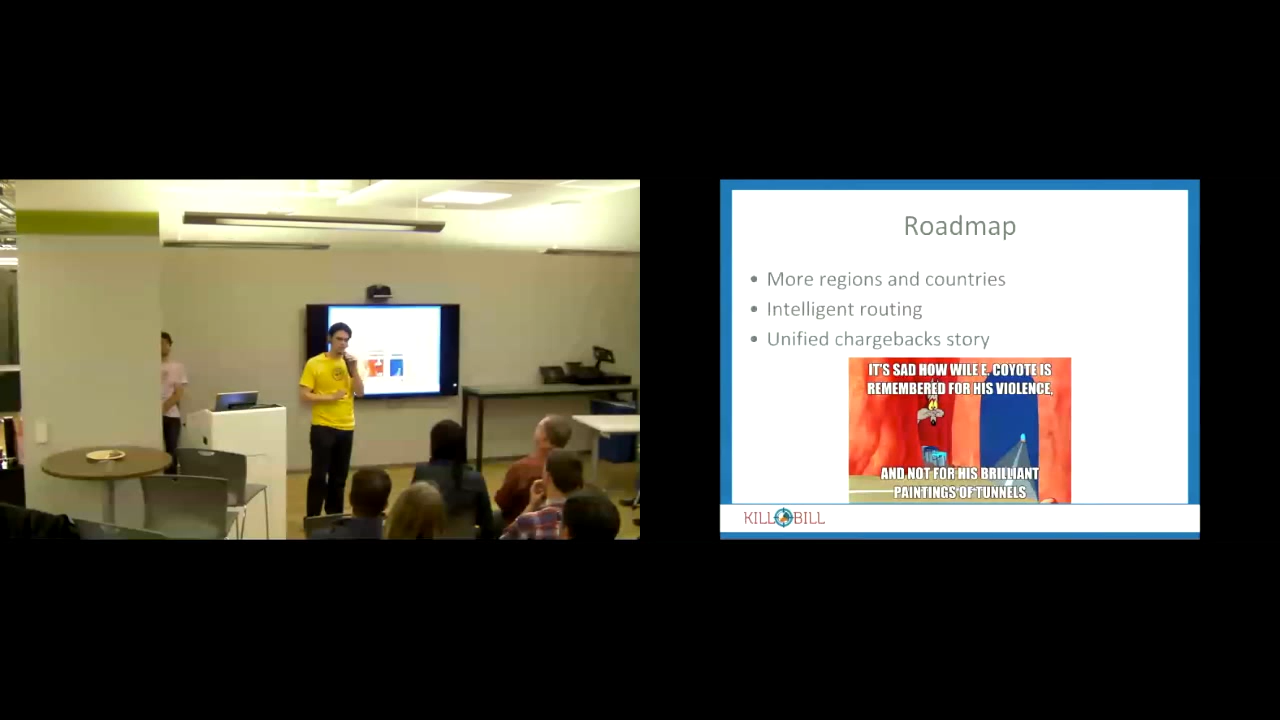 Roadmap
• More regions and countries
• Intelligent routing
• Unified chargebacks story
IT'S SAD HOW WILE E. COYOTE IS
REMEMBERED FOR HIS VIOLENCE,
AND NOT FOR HIS BRILLIANT
PAINTINGS OF TUNNELS
KILL BILL